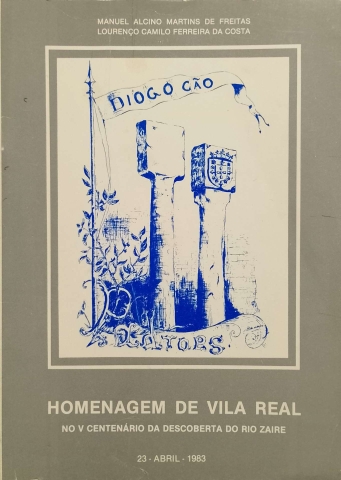 MANUEL ALCINO MARTINS DE FREITAS
LOURENÇO CAMILO FERREIRA DA COSTA
DIOGO CÃO
HOMENAGEM DE VILA REAL
NO V CENTENÁRIO DA DESCOBERTA DO RIO ZAIRE
23 - ABRIL - 1983